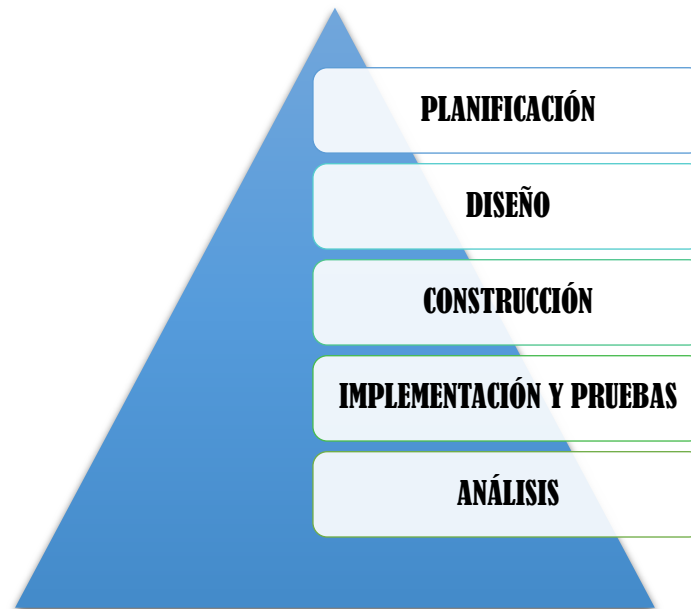 PLANIFICACIÓN
DISEÑO
CONSTRUCCIÓN
IMPLEMENTACIÓN Y PRUEBAS
ANÁLISIS